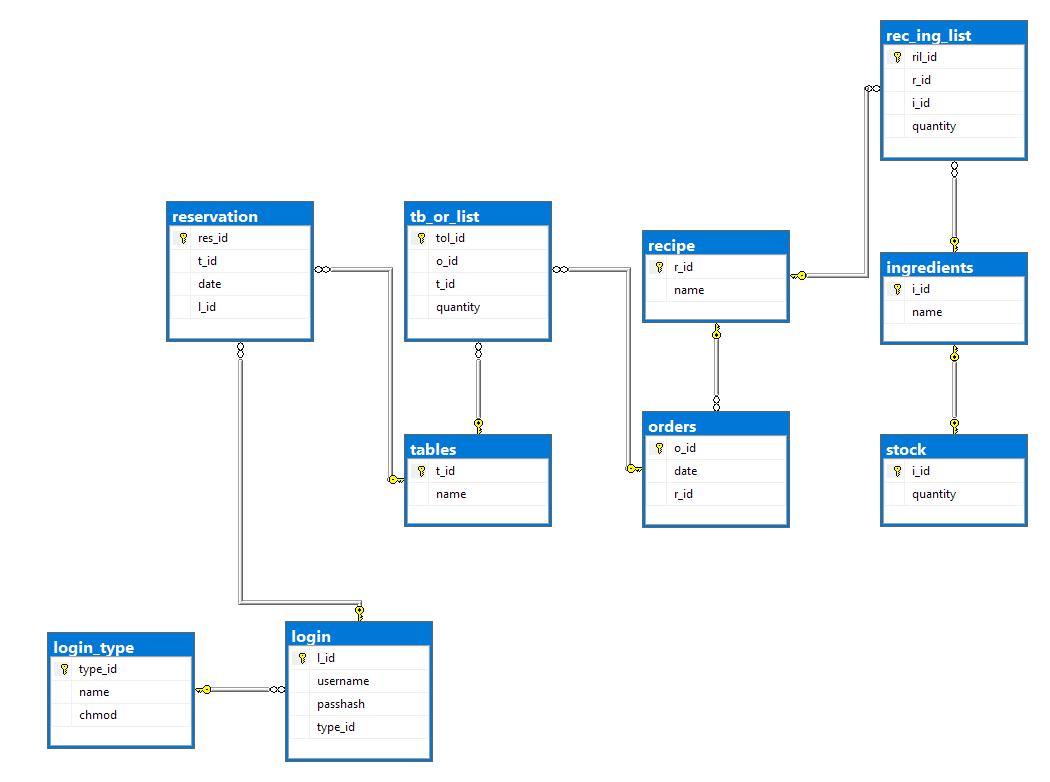 rec_ing_list
ril_id
r_id
i_id
quantity
reservation
res_id
t_id
date
l_id
tb_or_list
tol_id
o_id
t_id
quantity
recipe
r_id
name
ingredients
i_id
name
tables
t_id
name
orders
o_id
date
r_id
stock
i_id
quantity
login_type
type_id
name
chmod
login
l_id
username
passhash
type_id